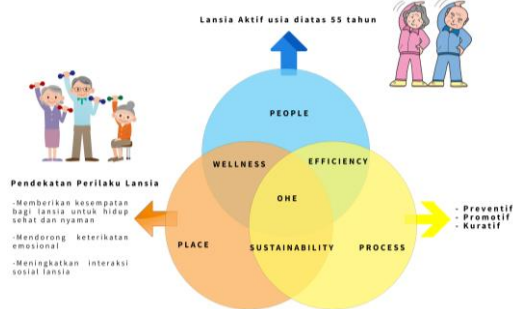 Lansia Aktif usia diatas 55 tahun
PEOPLE
WELLNESS
EFFICIENCY
OHE
PLACE
SUSTAINABILITY
PROCESS
Pendekatan Perilaku Lansia
-Memberikan kesempatan
bagi lansia untuk hidup
sehat dan nyaman
-Mendorong keterikatan
emosional
-Meningkatkan interaksi
sosial lansia
- Preventif
- Promotif
- Kuratif